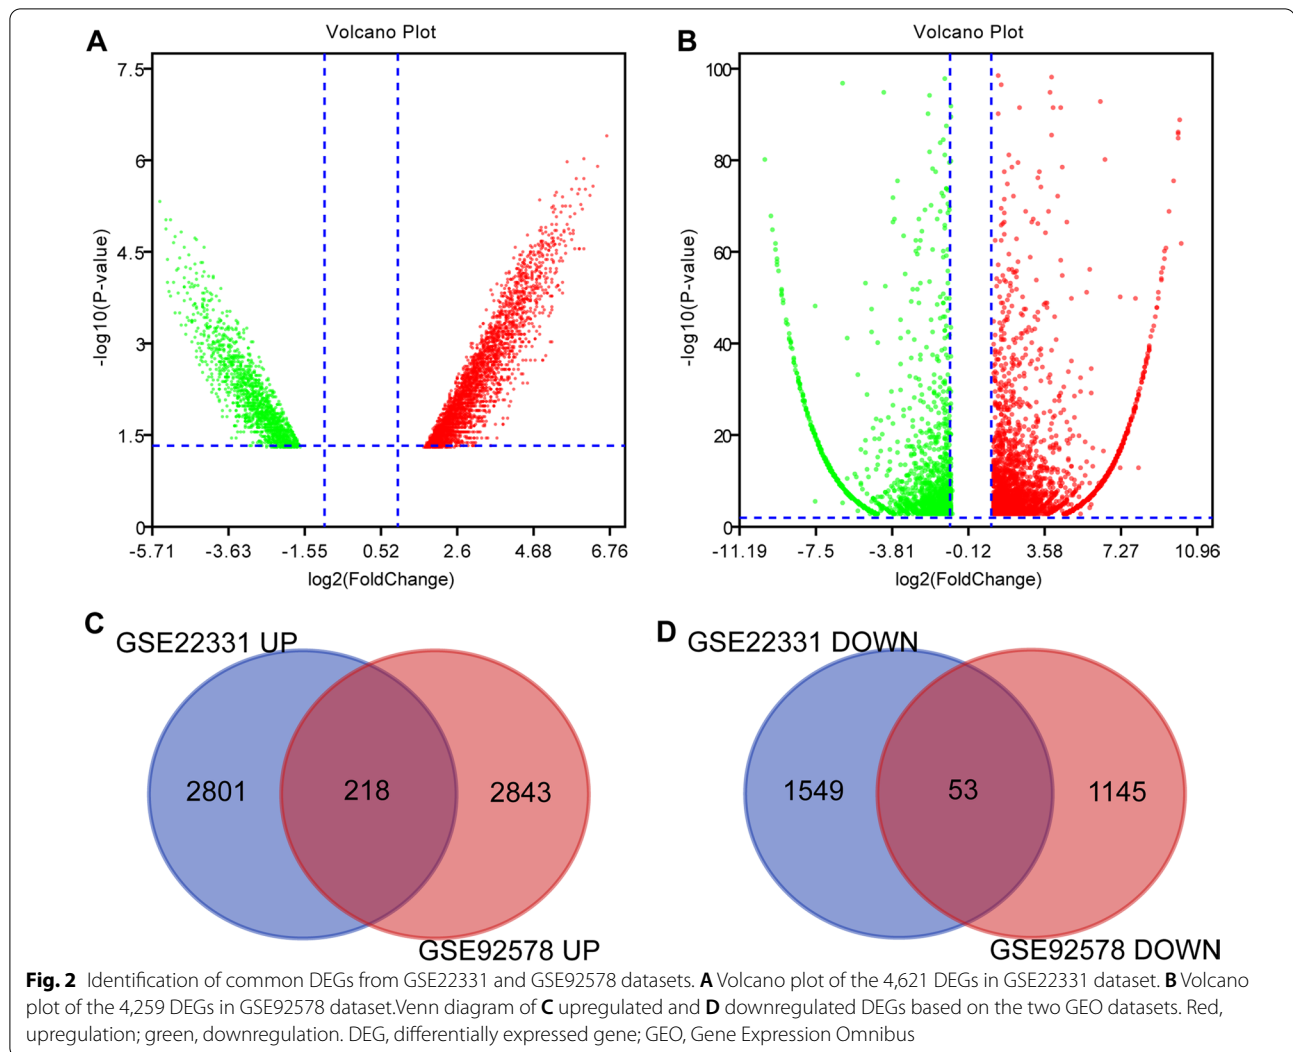 A
Volcano Plot
7.5
6
4.5
3
1.5
0
-log10(P-value)
-5.71 -3.63 -1.55 0.52 2.6 4.68 6.76
log2(FoldChange)
B
Volcano Plot
100
80
60
40
20
0
-log10(P-value)
-11.19 -7.5 -3.81 -0.12 3.58 7.27 10.96
log2(FoldChange)
C
GSE22331 UP
2801 218 2843
GSE92578 UP
D
GSE22331 DOWN
1549 53 1145
GSE92578 DOWN
Fig. 2 Identification of common DEGs from GSE22331 and GSE92578 datasets. A Volcano plot of the 4,621 DEGs in GSE22331 dataset. B Volcano
plot of the 4,259 DEGs in GSE92578 dataset.Venn diagram of C upregulated and D downregulated DEGs based on the two GEO datasets. Red,
upregulation; green, downregulation. DEG, differentially expressed gene; GEO, Gene Expression Omnibus